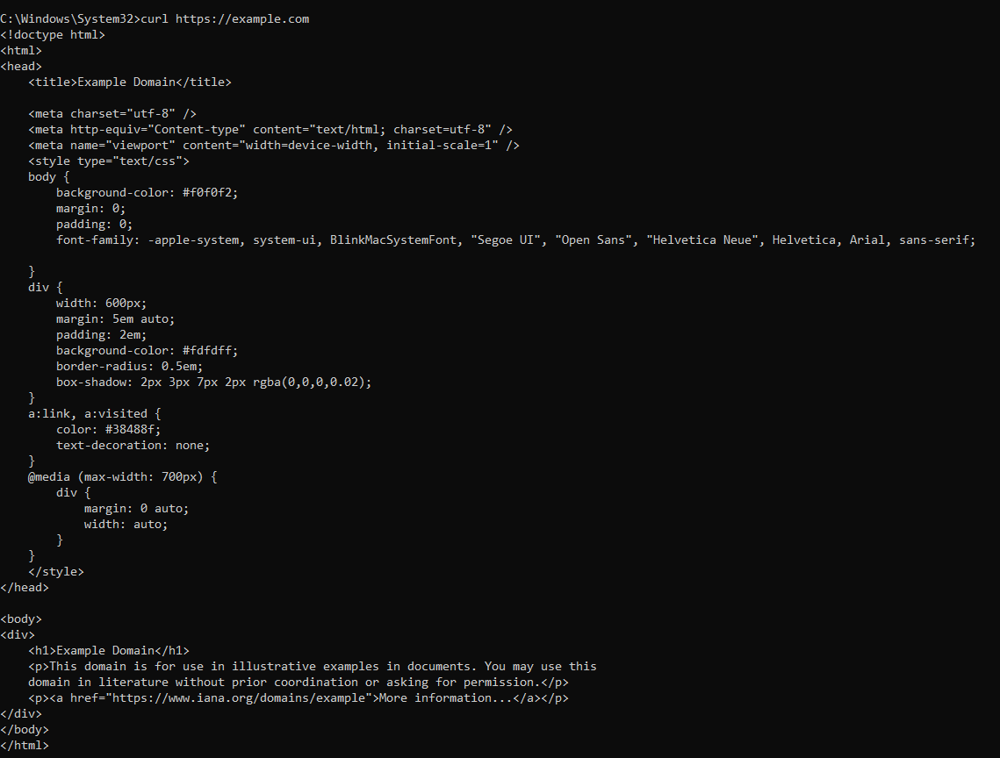 C:\Windows\System32>curl https://example.com
<!doctype html>
<html>
<head>
    <title>Example Domain</title>

    <meta charset="utf-8" />
    <meta http-equiv="Content-type" content="text/html; charset=utf-8" />
    <meta name="viewport" content="width=device-width, initial-scale=1" />
    <style type="text/css">
    body {
        background-color: #f0f0f2;
        margin: 0;
        padding: 0;
        font-family: -apple-system, system-ui, BlinkMacSystemFont, "Segoe UI", "Open Sans", "Helvetica Neue", Helvetica, Arial, sans-serif;

    }
    div {
        width: 600px;
        margin: 5em auto;
        padding: 2em;
        background-color: #fdfdff;
        border-radius: 0.5em;
        box-shadow: 2px 3px 7px 2px rgba(0,0,0,0.02);
    }
    a:link, a:visited {
        color: #38488f;
        text-decoration: none;
    }
    @media (max-width: 700px) {
        div {
            margin: 0 auto;
            width: auto;
        }
    }
    </style>
</head>

<body>
<div>
    <h1>Example Domain</h1>
    <p>This domain is for use in illustrative examples in documents. You may use this
    domain in literature without prior coordination or asking for permission.</p>
    <p><a href="https://www.iana.org/domains/example">More information...</a></p>
</div>
</body>
</html>